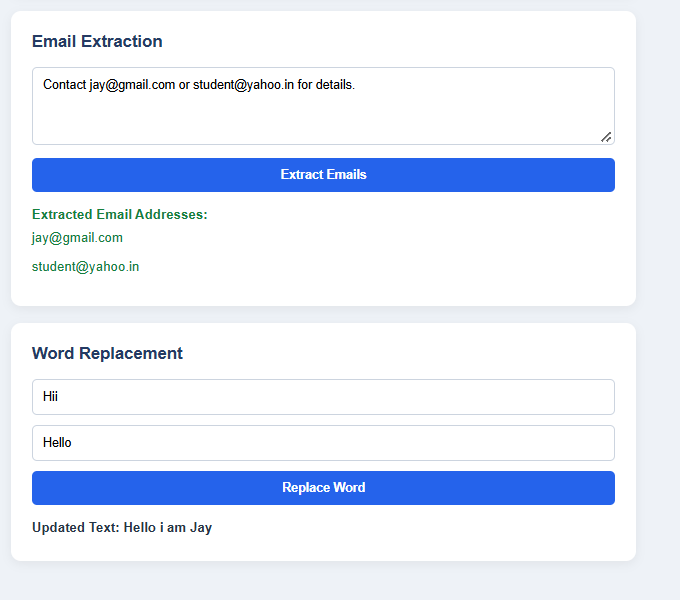 Email Extraction
Contact jay@gmail.com or student@yahoo.in for details.
Extract Emails
Extracted Email Addresses:
jay@gmail.com
student@yahoo.in
Word Replacement
Hii
Hello
Replace Word
Updated Text: Hello i am Jay